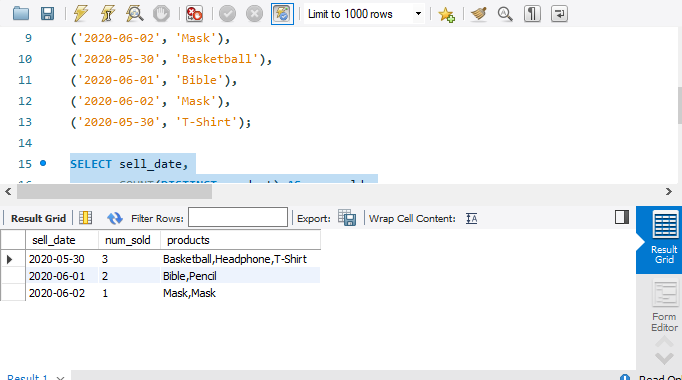 Limit to 1000 rows
9 ('2020-06-02', 'Mask'),
10 ('2020-05-30', 'Basketball'),
11 ('2020-06-01', 'Bible'),
12 ('2020-06-02', 'Mask'),
13 ('2020-05-30', 'T-Shirt');
14
15 SELECT sell_date,
Result Grid Filter Rows: Export: Wrap Cell Content:
sell_date num_sold products
2020-05-30 3 Basketball,Headphone,T-Shirt
2020-06-01 2 Bible,Pencil
2020-06-02 1 Mask,Mask
Result
Grid
Form
Editor
Result 1
Read On